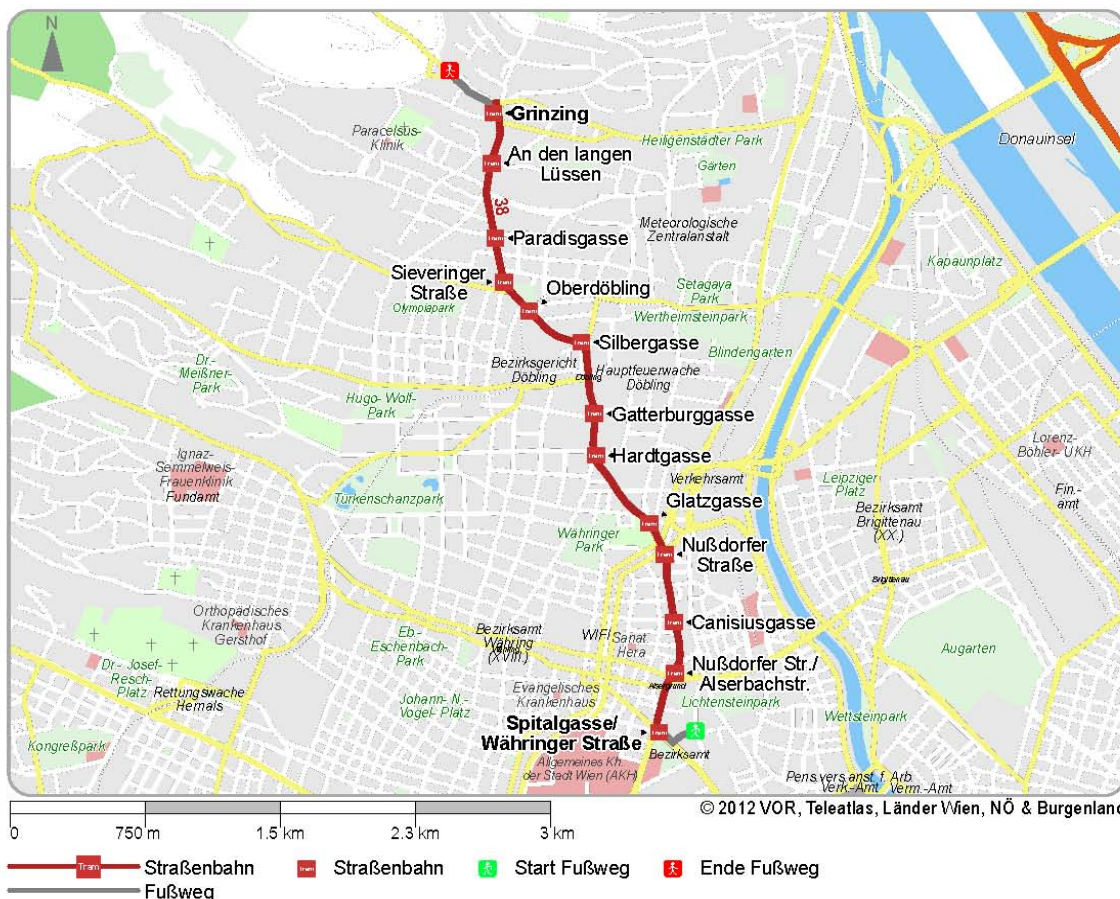 N
Grinzing
Paracelsus-
Klinik
An den langen
Lüssen
Heiligenstädter Park
Gärten
Donauinsel
38
Meteorologische
Zentralanstalt
Paradisgasse
Kapaunplatz
Sieveringer
Straße
Oberdöbling
Setagaya
Park
Olympiapark
Wertheimsteinpark
Silbergasse
Blindengarten
Bezirksgericht
Döbling
Döbling
Hauptfeuerwache
Döbling
Dr.-
Meißner-
Park
Hugo-Wolf-
Park
Gatterburggasse
Hardtgasse
Ignaz-
Semmelweis-
Frauenklinik
Fundamt
Türkenschanzpark
Verkehrsamt
Lorenz-
Böhler-UKH
Leipziger
Platz
Fin.-
amt
Glatzgasse
Bezirksamt
Brigittenau
(XX.)
Währinger
Park
Nußdorfer
Straße
Brigittenau
Orthopädisches
Krankenhaus
Gersthof
Canisiusgasse
Eb.-
Eschenbach-
Park
Bezirksamt
Währing
(XVIII.)
WIFI
Sanat.
Hera
Augarten
Dr.-Josef-
Resch-
Platz
Rettungswache
Hernals
Nußdorfer Str./
Alserbachstr.
Alsergrund
Johann-N.-
Vogel-Platz
Evangelisches
Krankenhaus
Lichtensteinpark
Wettsteinpark
Kongreßpark
Spitalgasse/
Währinger Straße
Bezirksamt
Allgemeines Kh.
der Stadt Wien (AKH)
Pens.vers.anst.f. Arb.
Verk.-Amt Verm.-Amt
© 2012 VOR, Teleatlas, Länder Wien, NÖ & Burgenland
0 750 m 1.5 km 2.3 km 3 km
Tram Straßenbahn Tram Straßenbahn Start Fußweg Ende Fußweg
Fußweg